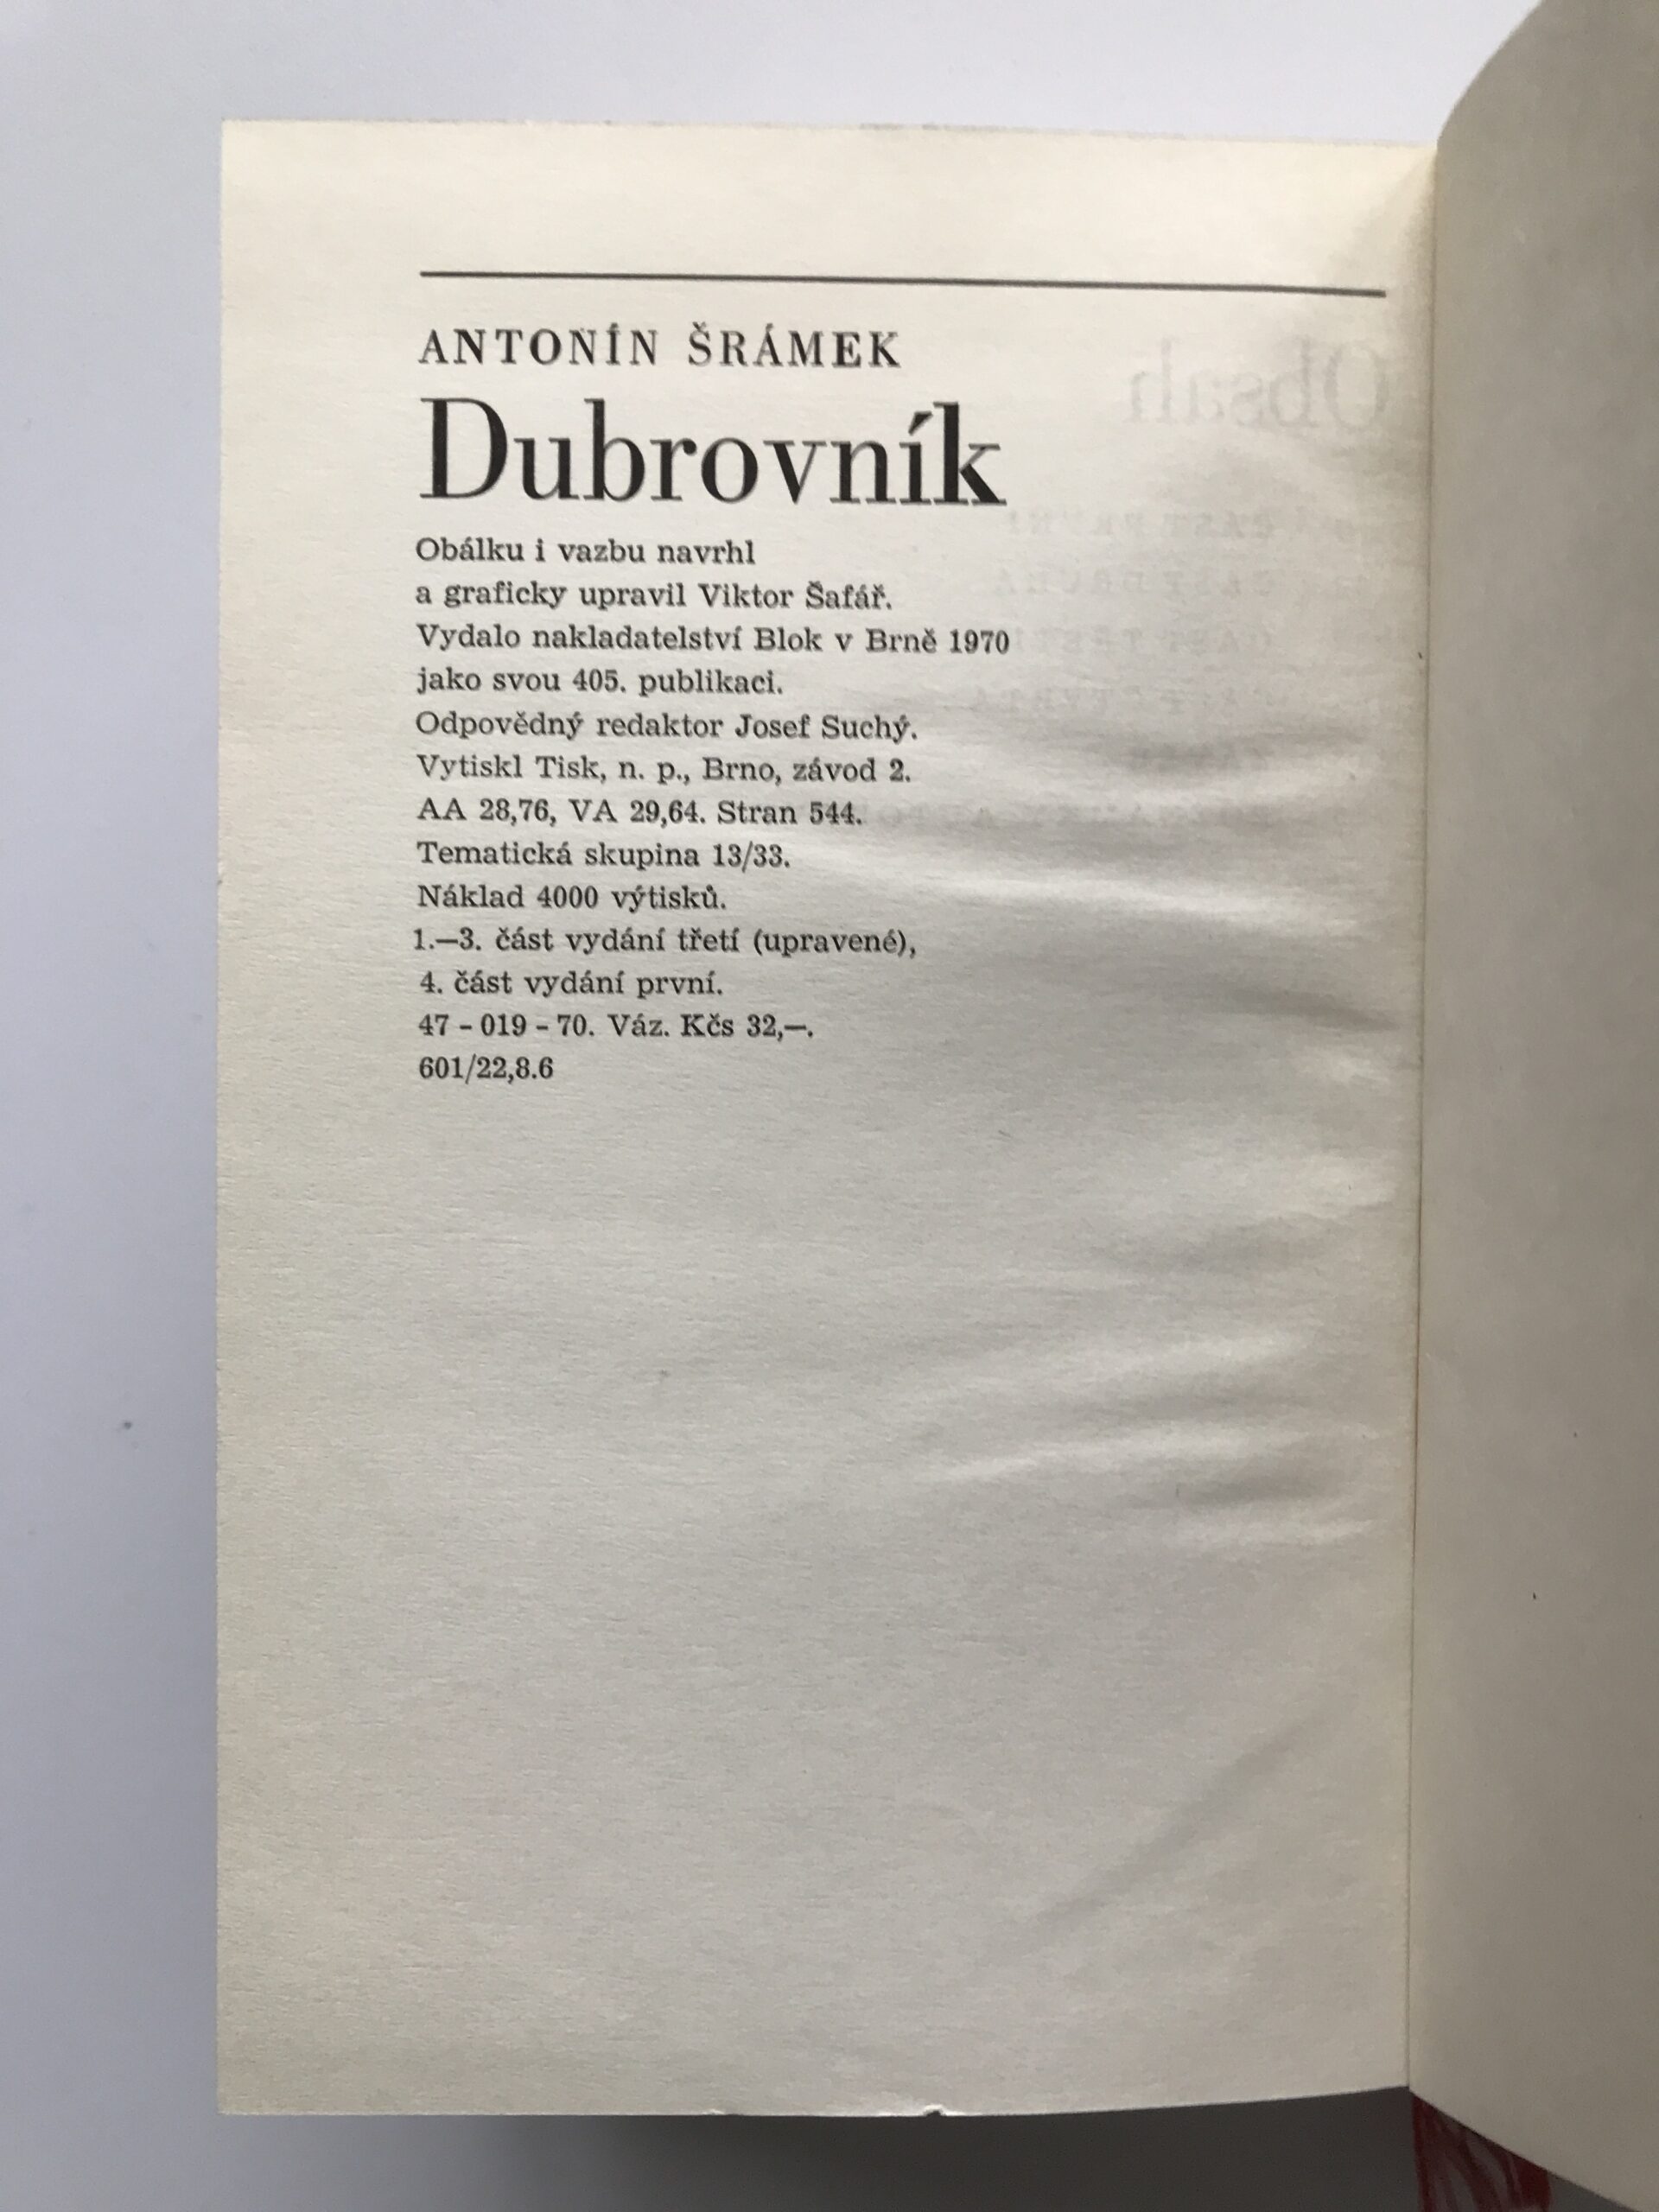 ANTONÍN ŠRÁMEK
Dubrovník
Obálku i vazbu navrhl
a graficky upravil Viktor Šafář.
Vydalo nakladatelství Blok v Brně 1970
jako svou 405. publikaci.
Odpovědný redaktor Josef Suchý.
Vytiskl Tisk, n. p., Brno, závod 2.
AA 28,76, VA 29,64. Stran 544.
Tematická skupina 13/33.
Náklad 4000 výtisků.
1.—3. část vydání třetí (upravené),
4. část vydání první.
47 - 019 - 70. Váz. Kčs 32,—.
601/22,8.6
Obsah